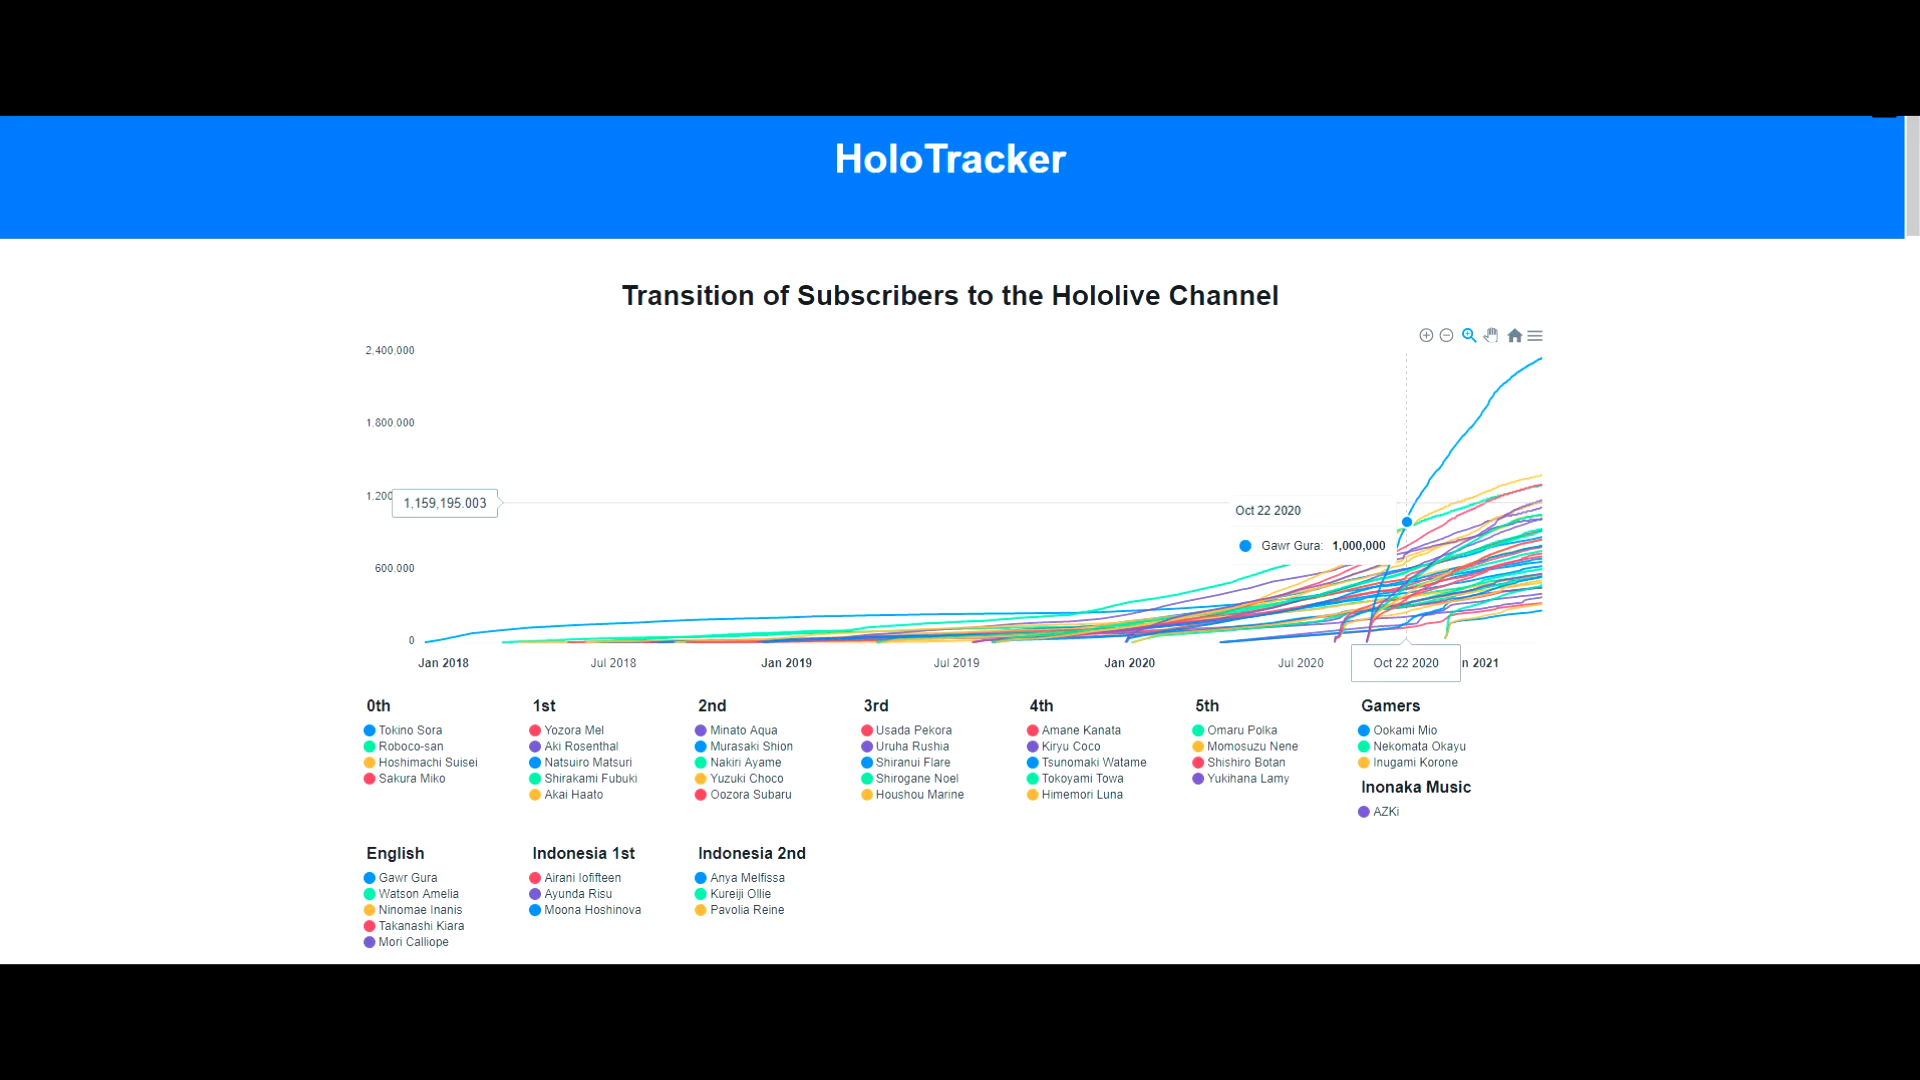 HoloTracker
Transition of Subscribers to the Hololive Channel
2,400,000
1,800,000
1,200
1,159,195.003
600,000
0
Oct 22 2020
Gawr Gura: 1,000,000
Jan 2018 Jul 2018 Jan 2019 Jul 2019 Jan 2020 Jul 2020 Oct 22 2020 n 2021
0th
Tokino Sora
Roboco-san
Hoshimachi Suisei
Sakura Miko
1st
Yozora Mel
Aki Rosenthal
Natsuiro Matsuri
Shirakami Fubuki
Akai Haato
2nd
Minato Aqua
Murasaki Shion
Nakiri Ayame
Yuzuki Choco
Oozora Subaru
3rd
Usada Pekora
Uruha Rushia
Shiranui Flare
Shirogane Noel
Houshou Marine
4th
Amane Kanata
Kiryu Coco
Tsunomaki Watame
Tokoyami Towa
Himemori Luna
5th
Omaru Polka
Momosuzu Nene
Shishiro Botan
Yukihana Lamy
Gamers
Ookami Mio
Nekomata Okayu
Inugami Korone
Inonaka Music
AZKi
English
Gawr Gura
Watson Amelia
Ninomae Inanis
Takanashi Kiara
Mori Calliope
Indonesia 1st
Airani Iofifteen
Ayunda Risu
Moona Hoshinova
Indonesia 2nd
Anya Melfissa
Kureiji Ollie
Pavolia Reine